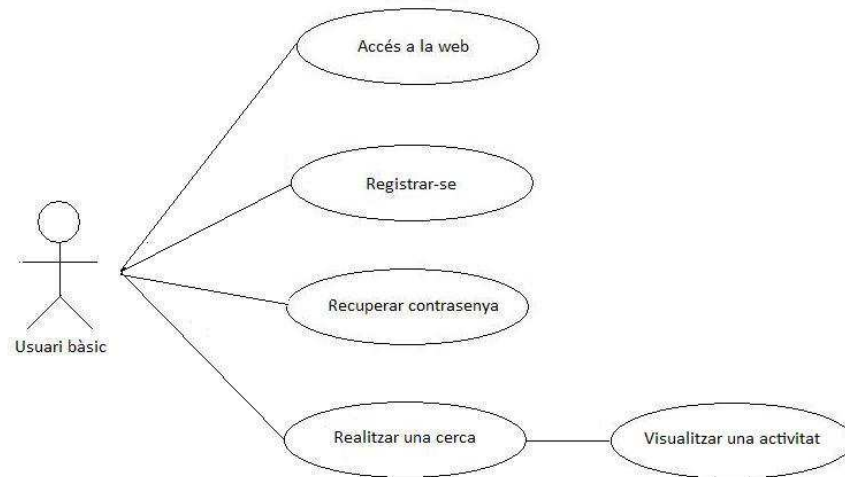 Accés a la web
Registrar-se
Usuari bàsic
Recuperar contrasenya
Realitzar una cerca
Visualitzar una activitat